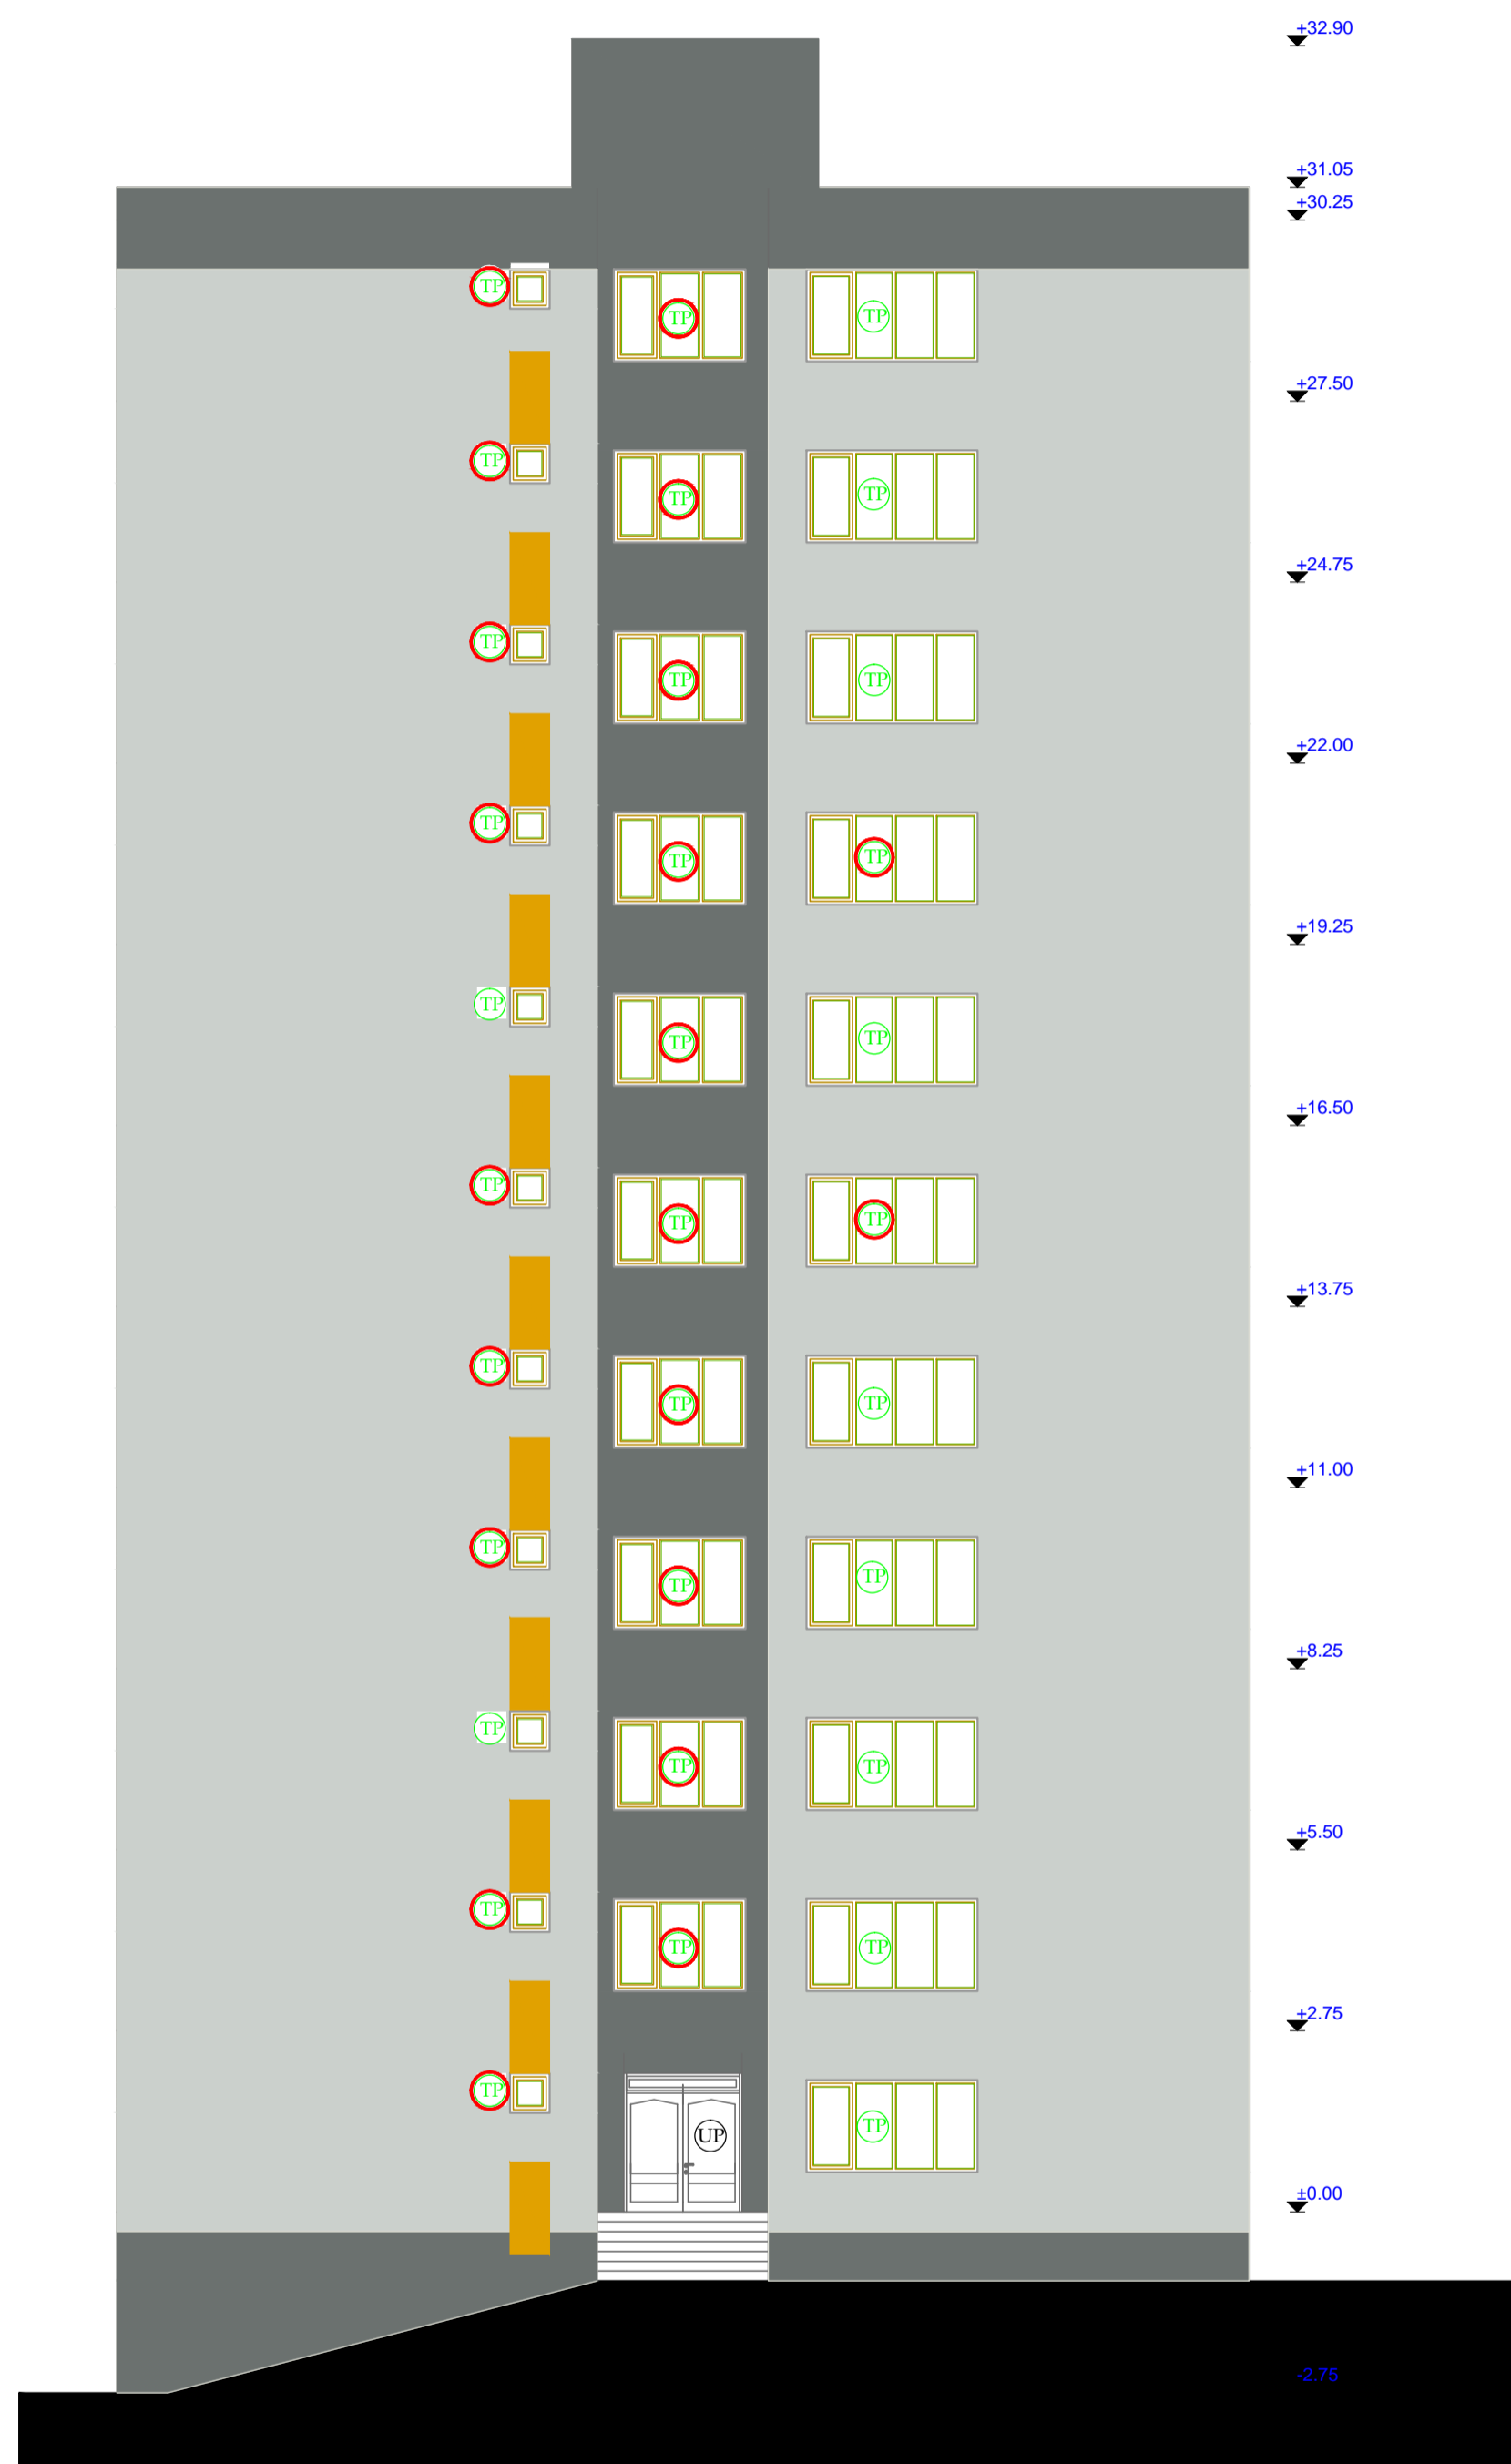 +32.90
+31.05
+30.25
TP TP TP
+27.50
TP TP TP
+24.75
TP TP TP
+22.00
TP TP TP
+19.25
TP TP TP
+16.50
TP TP TP
+13.75
TP TP TP
+11.00
TP TP TP
+8.25
TP TP TP
+5.50
TP TP TP
+2.75
TP UP TP
±0.00
-2.75